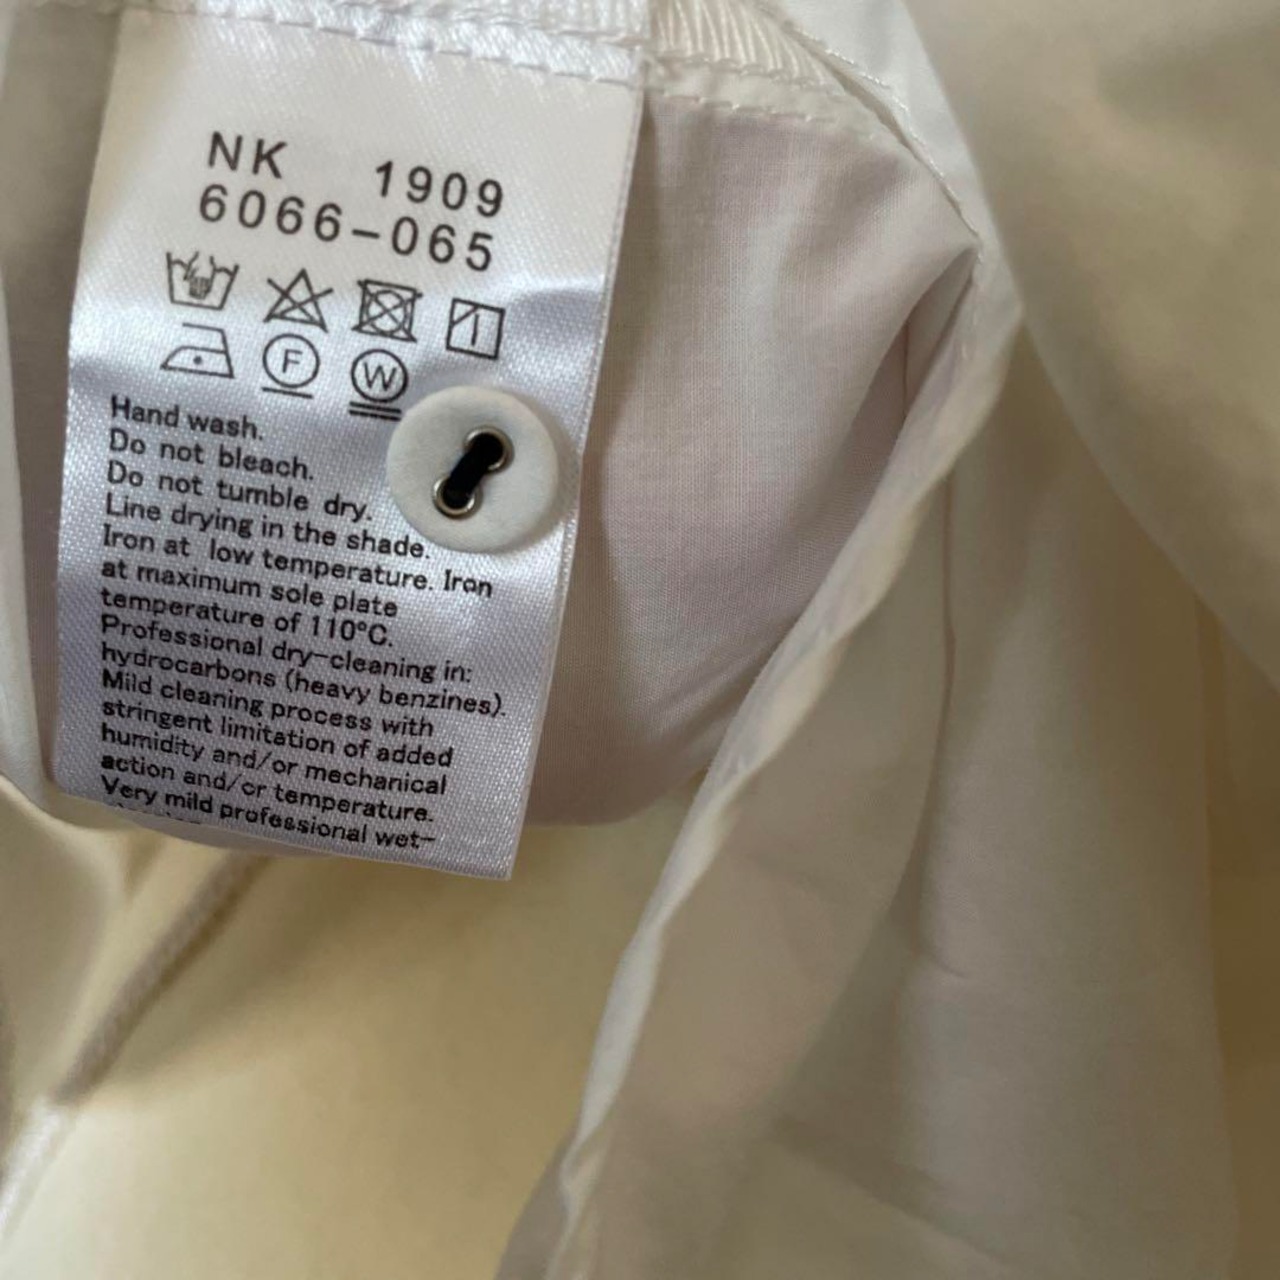 NK 1909
6066-065
F W
Hand wash.
Do not bleach.
Do not tumble dry.
Line drying in the shade.
Iron at low temperature. Iron
at maximum sole plate
temperature of 110°C.
Professional dry-cleaning in:
hydrocarbons (heavy benzines).
Mild cleaning process with
stringent limitation of added
humidity and/or mechanical
action and/or temperature.
Very mild professional wet-